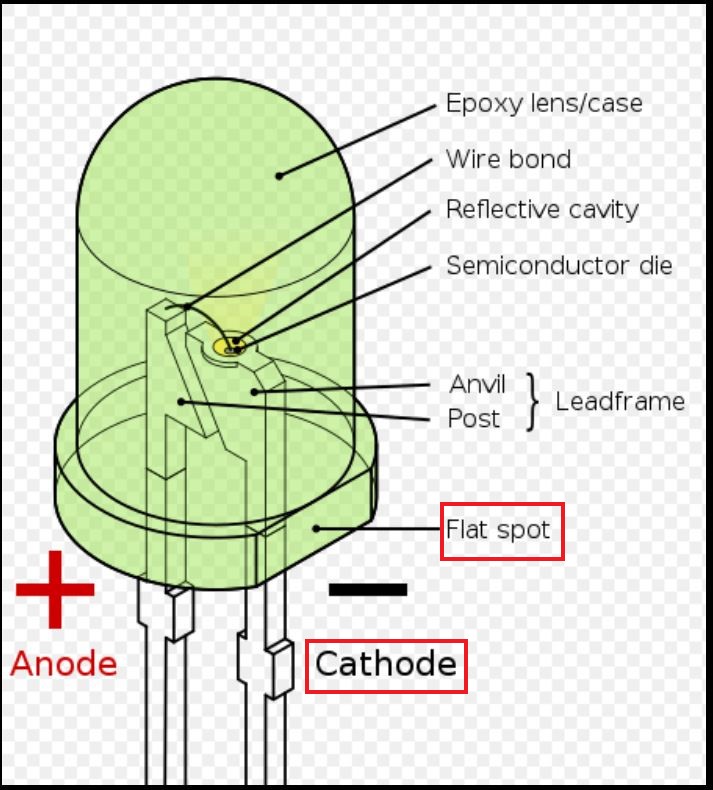 Epoxy lens/case
Wire bond
Reflective cavity
Semiconductor die
Anvil
Post
Leadframe
Flat spot
+ −
Anode
Cathode